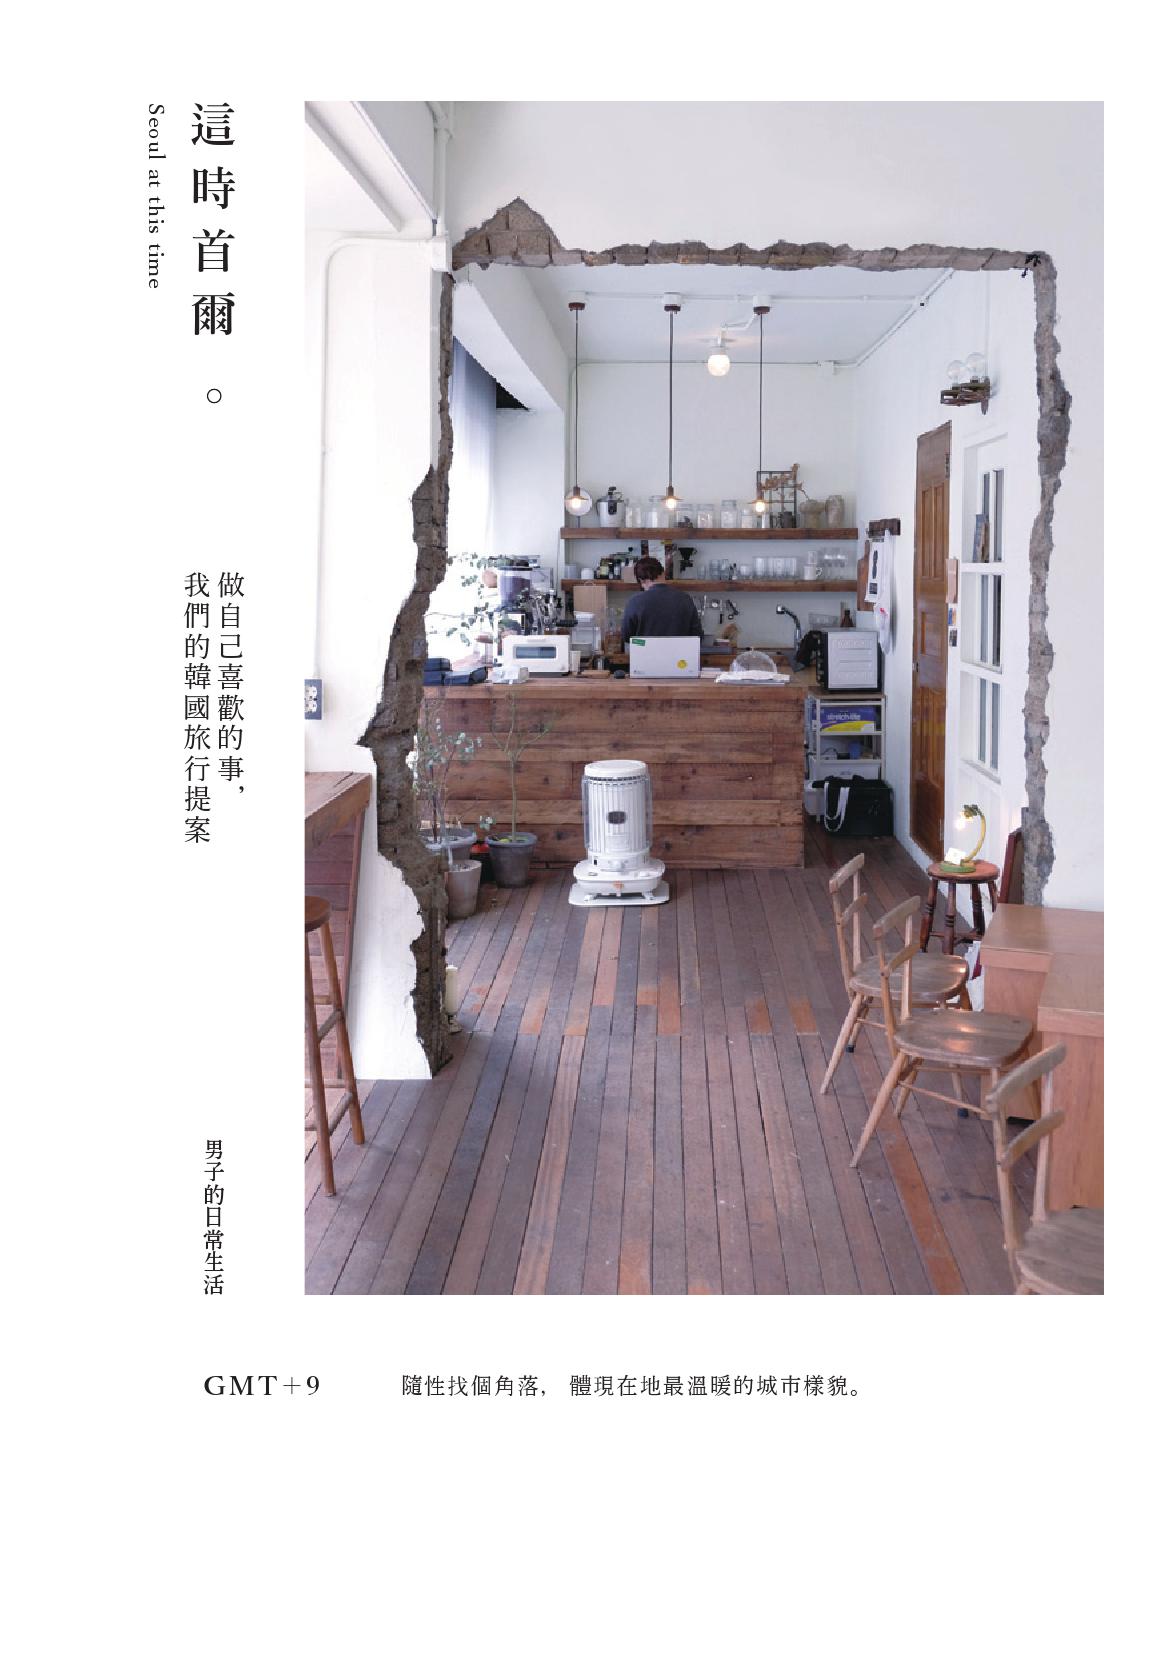 這時首爾。
Seoul at this time
做自己喜歡的事，
我們的韓國旅行提案
男子的日常生活
GMT+9
隨性找個角落， 體現在地最溫暖的城市樣貌。
stretch-tite